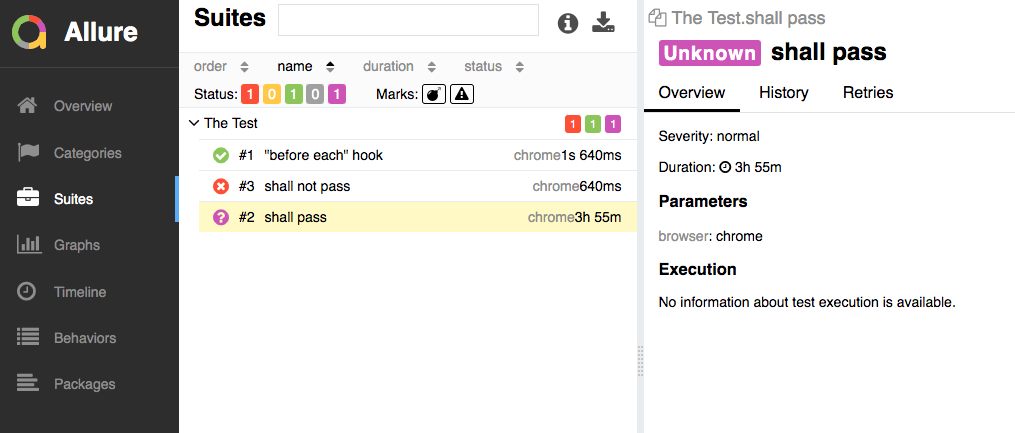 Allure
Overview
Categories
Suites
Graphs
Timeline
Behaviors
Packages
Suites
order name duration status
Status: 1 0 1 0 1 Marks:
The Test 1 1 1
#1 "before each" hook chrome1s 640ms
#3 shall not pass chrome640ms
#2 shall pass chrome3h 55m
The Test.shall pass
Unknown shall pass
Overview History Retries
Severity: normal
Duration: 3h 55m
Parameters
browser: chrome
Execution
No information about test execution is available.